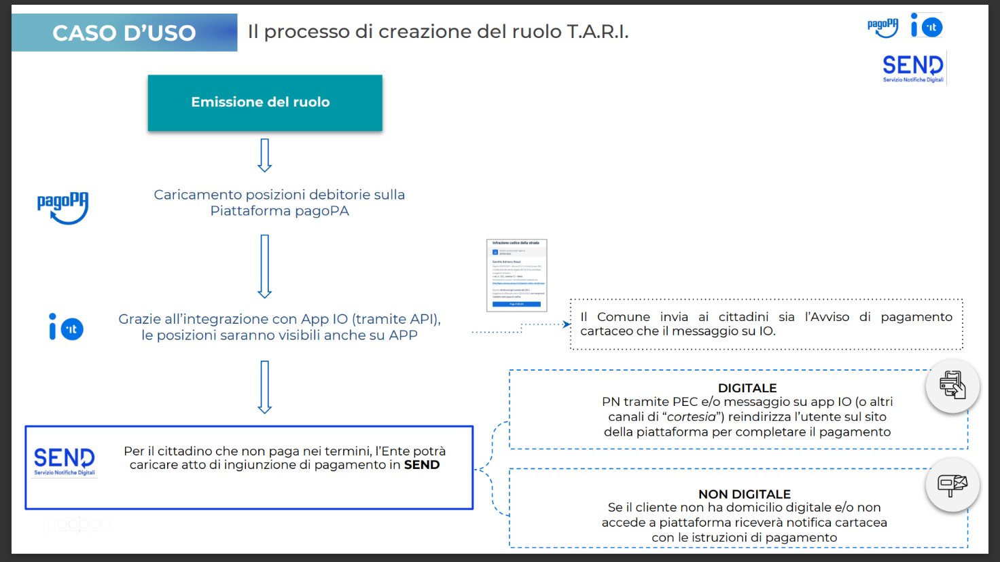 CASO D'USO
Il processo di creazione del ruolo T.A.R.I.
pagoPA
io
·it
SEND
Servizio Notifiche Digitali
Emissione del ruolo
pagoPA
Caricamento posizioni debitorie sulla
Piattaforma pagoPA
Infrazione codice della strada
io
·it
Grazie all'integrazione con App IO (tramite API),
le posizioni saranno visibili anche su APP
Il Comune invia ai cittadini sia l'Avviso di pagamento
cartaceo che il messaggio su IO.
DIGITALE
PN tramite PEC e/o messaggio su app IO (o altri
canali di "cortesia") reindirizza l'utente sul sito
della piattaforma per completare il pagamento
SEND
Servizio Notifiche Digitali
Per il cittadino che non paga nei termini, l'Ente potrà
caricare atto di ingiunzione di pagamento in SEND
NON DIGITALE
Se il cliente non ha domicilio digitale e/o non
accede a piattaforma riceverà notifica cartacea
con le istruzioni di pagamento